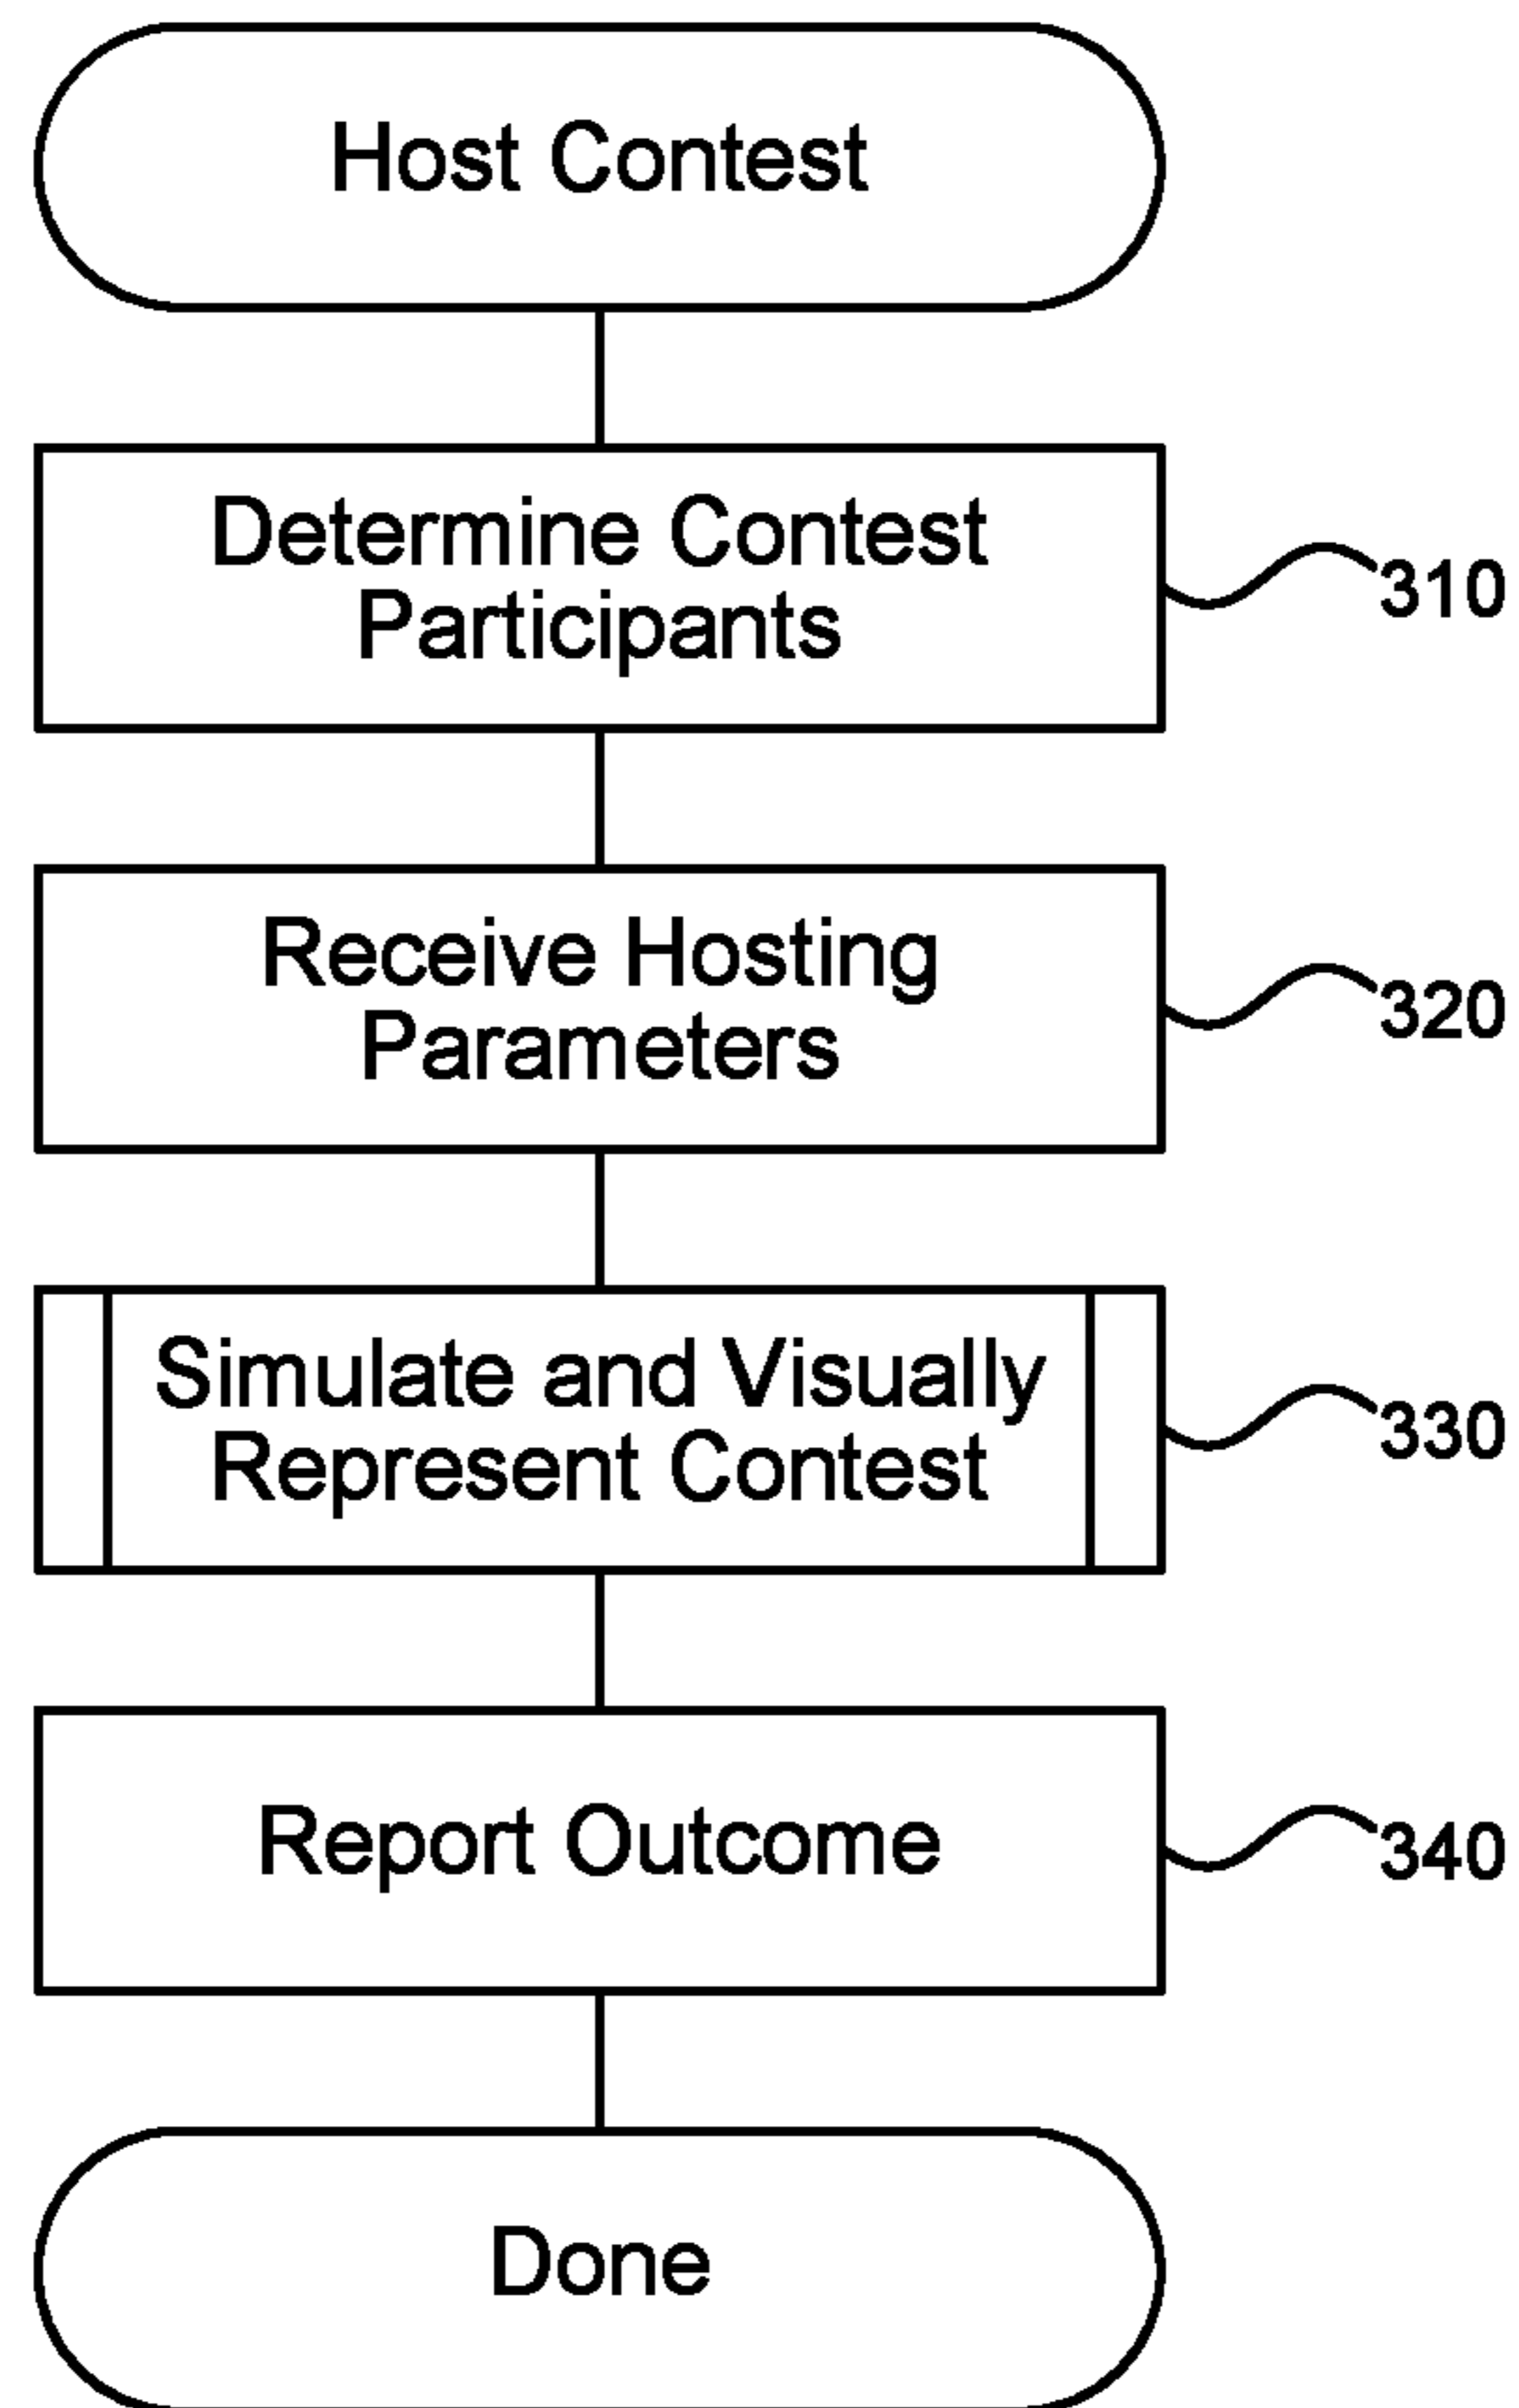 Host Contest
Determine Contest
Participants
310
Receive Hosting
Parameters
320
Simulate and Visually
Represent Contest
330
Report Outcome
340
Done